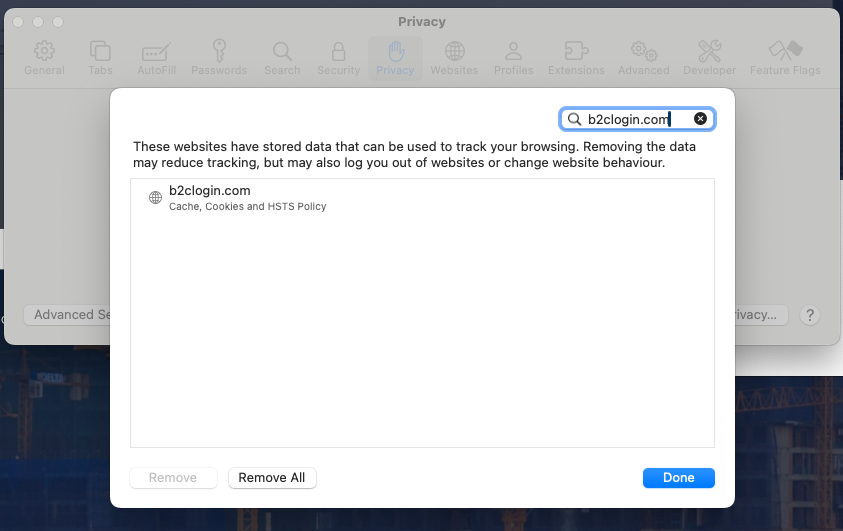 Privacy
General
Tabs
AutoFill
Passwords
Search
Security
Privacy
Websites
Profiles
Extensions
Advanced
Developer
Feature Flags
b2clogin.com
These websites have stored data that can be used to track your browsing. Removing the data
may reduce tracking, but may also log you out of websites or change website behaviour.
b2clogin.com
Cache, Cookies and HSTS Policy
Advanced Se
rivacy...
?
Remove
Remove All
Done